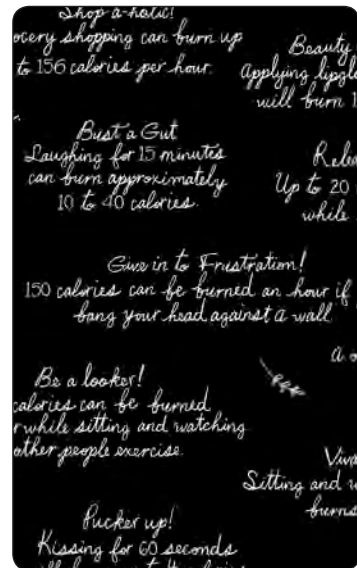 Shop a-holic!
ocery shopping can burn up
to 156 calories per hour.
Beauty
applying lipglo
will burn 1
Bust a Gut
Laughing for 15 minutes
can burn approximately
10 to 40 calories.
Relea
Up to 20
while
Give in to Frustration!
150 calories can be burned an hour if
bang your head against a wall
a
Be a looker!
calories can be burned
r while sitting and watching
other people exercise.
Viva
Sitting and w
burns
Pucker up!
Kissing for 60 seconds